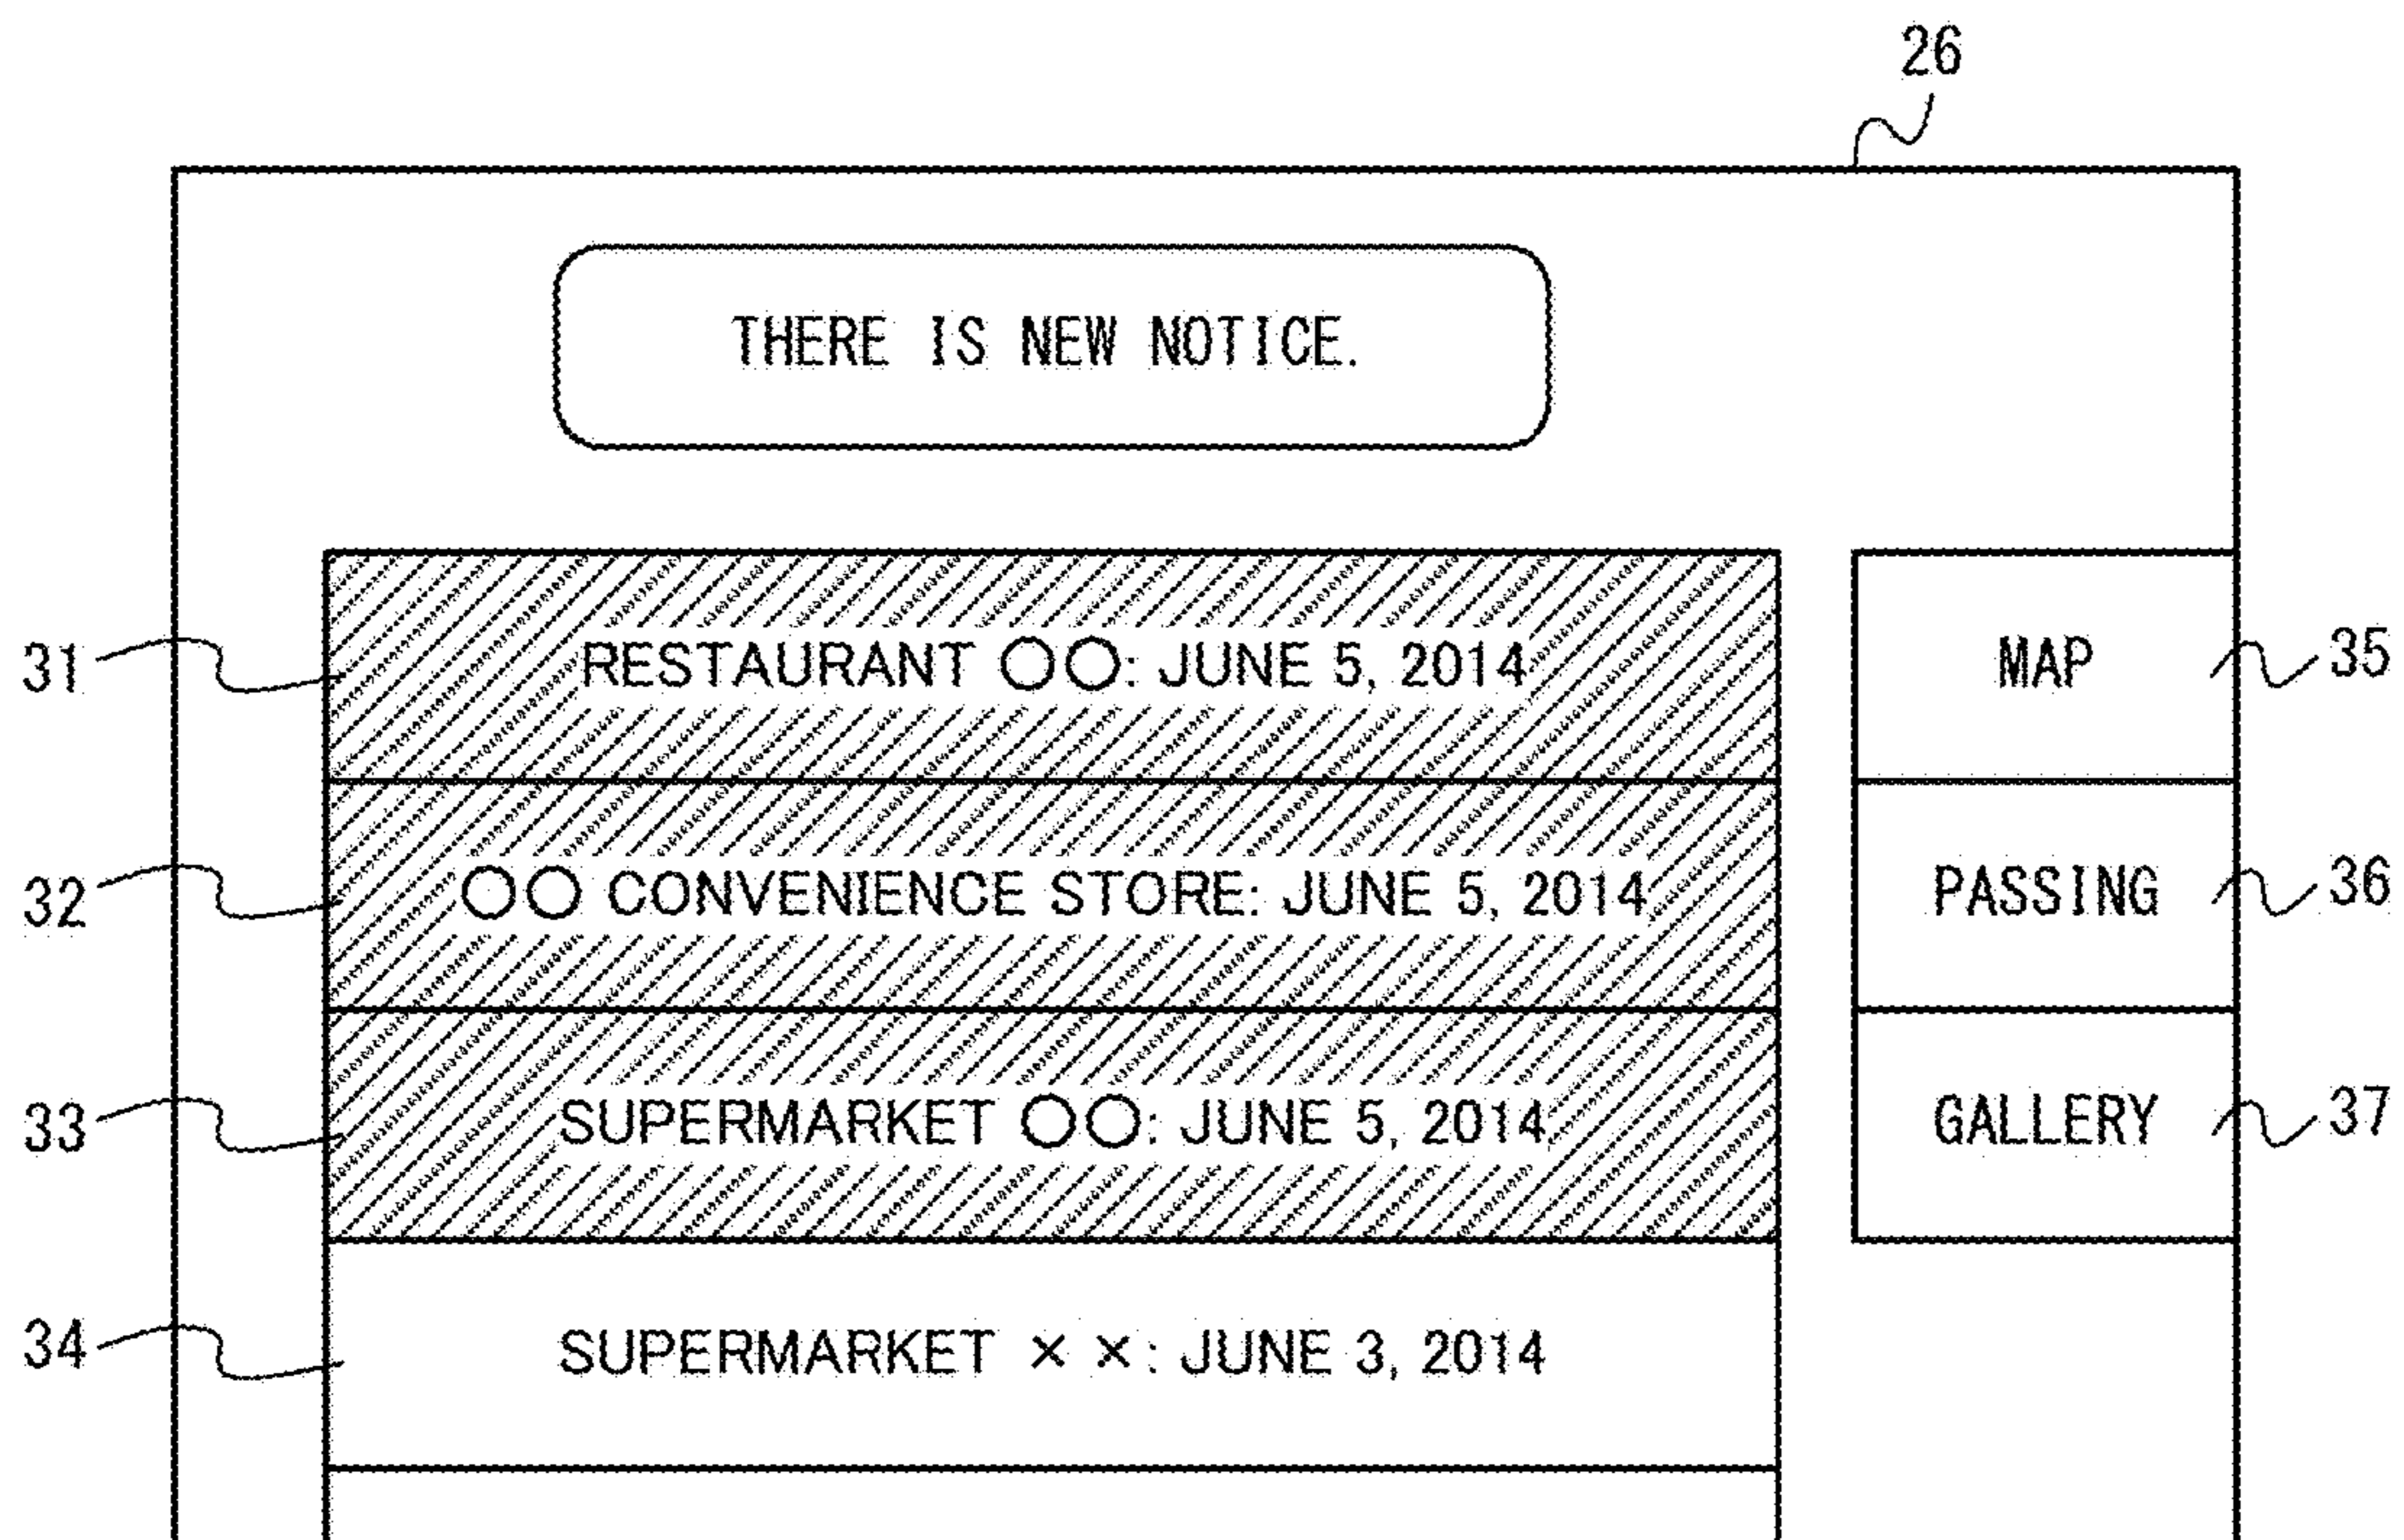 26
THERE IS NEW NOTICE.
31 RESTAURANT ○○: JUNE 5, 2014 MAP 35
32 ○○ CONVENIENCE STORE: JUNE 5, 2014 PASSING 36
33 SUPERMARKET ○○: JUNE 5, 2014 GALLERY 37
34 SUPERMARKET ××: JUNE 3, 2014